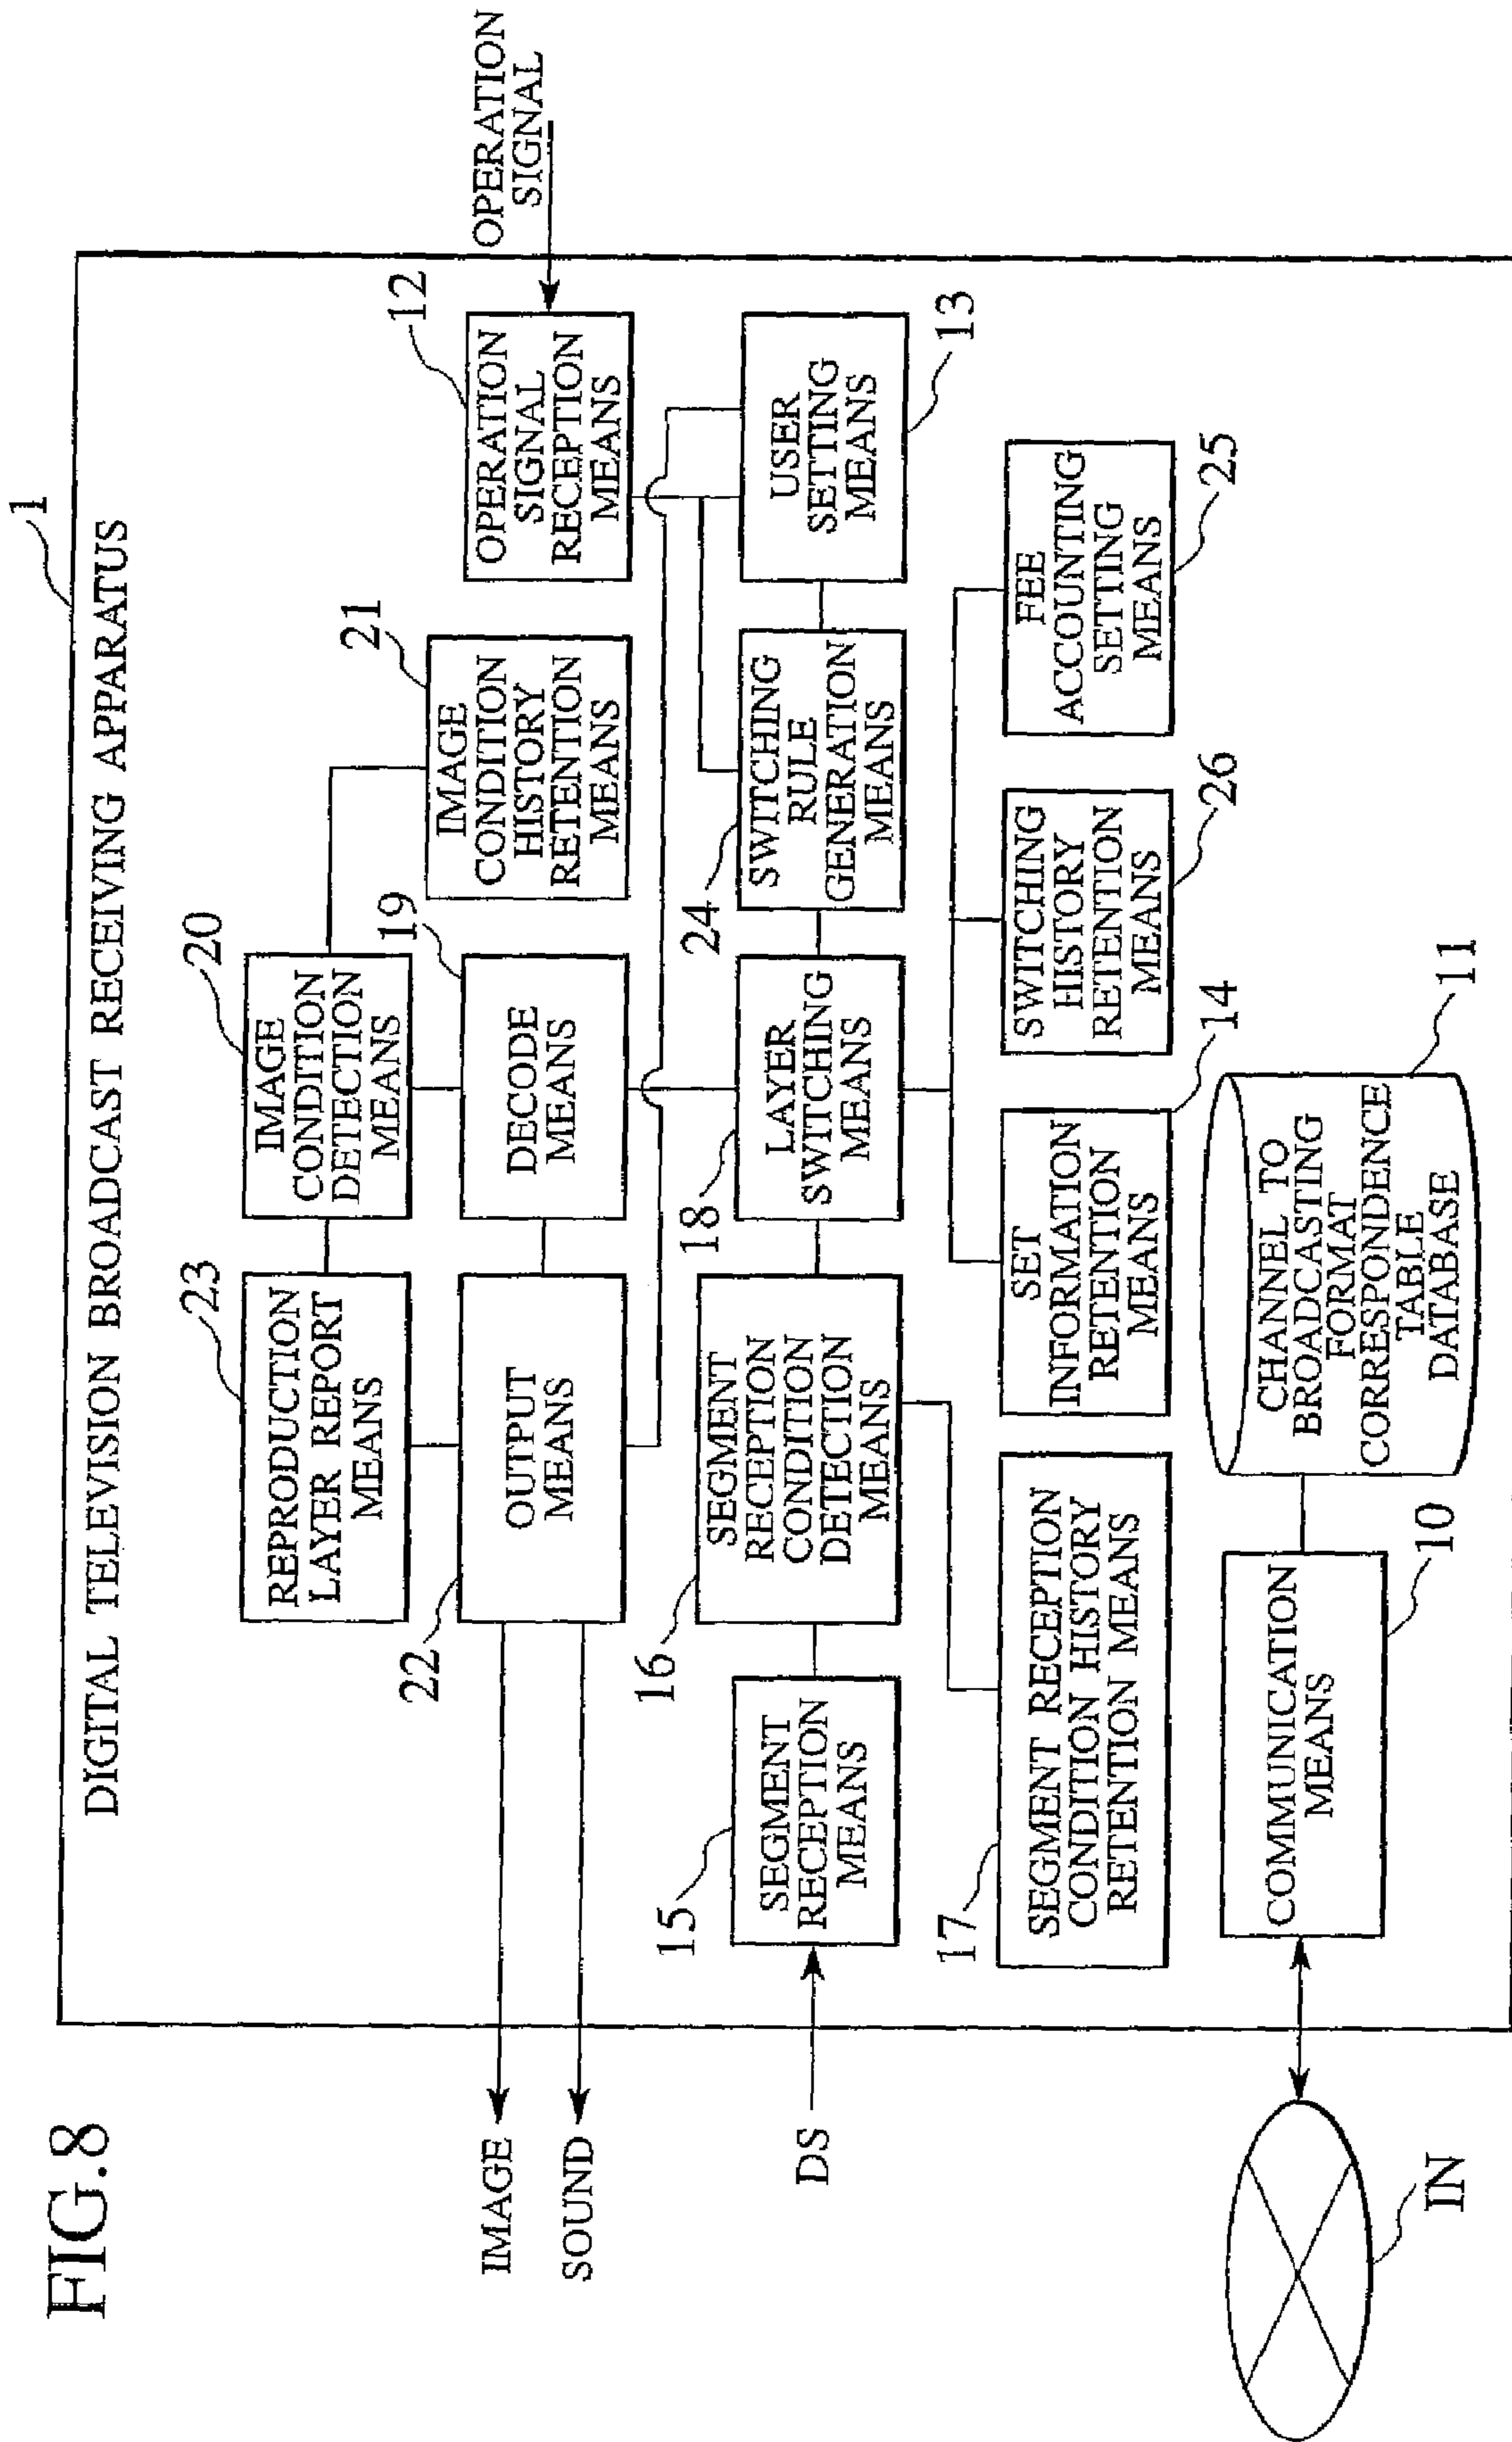 FIG.8
1
DIGITAL TELEVISION BROADCAST RECEIVING APPARATUS
23
REPRODUCTION
LAYER REPORT
MEANS
20
IMAGE
CONDITION
DETECTION
MEANS
21
IMAGE
CONDITION
HISTORY
RETENTION
MEANS
12
OPERATION
SIGNAL
RECEPTION
MEANS
OPERATION
SIGNAL
IMAGE
SOUND
22
OUTPUT
MEANS
19
DECODE
MEANS
DS
15
SEGMENT
RECEPTION
MEANS
16
SEGMENT
RECEPTION
CONDITION
DETECTION
MEANS
18
LAYER
SWITCHING
MEANS
24
SWITCHING
RULE
GENERATION
MEANS
USER
SETTING
MEANS
13
17
SEGMENT RECEPTION
CONDITION HISTORY
RETENTION MEANS
SET
INFORMATION
RETENTION
MEANS
14
SWITCHING
HISTORY
RETENTION
MEANS
26
FEE
ACCOUNTING
SETTING
MEANS
25
IN
COMMUNICATION
MEANS
10
CHANNEL TO
BROADCASTING
FORMAT
CORRESPONDENCE
TABLE
DATABASE
11